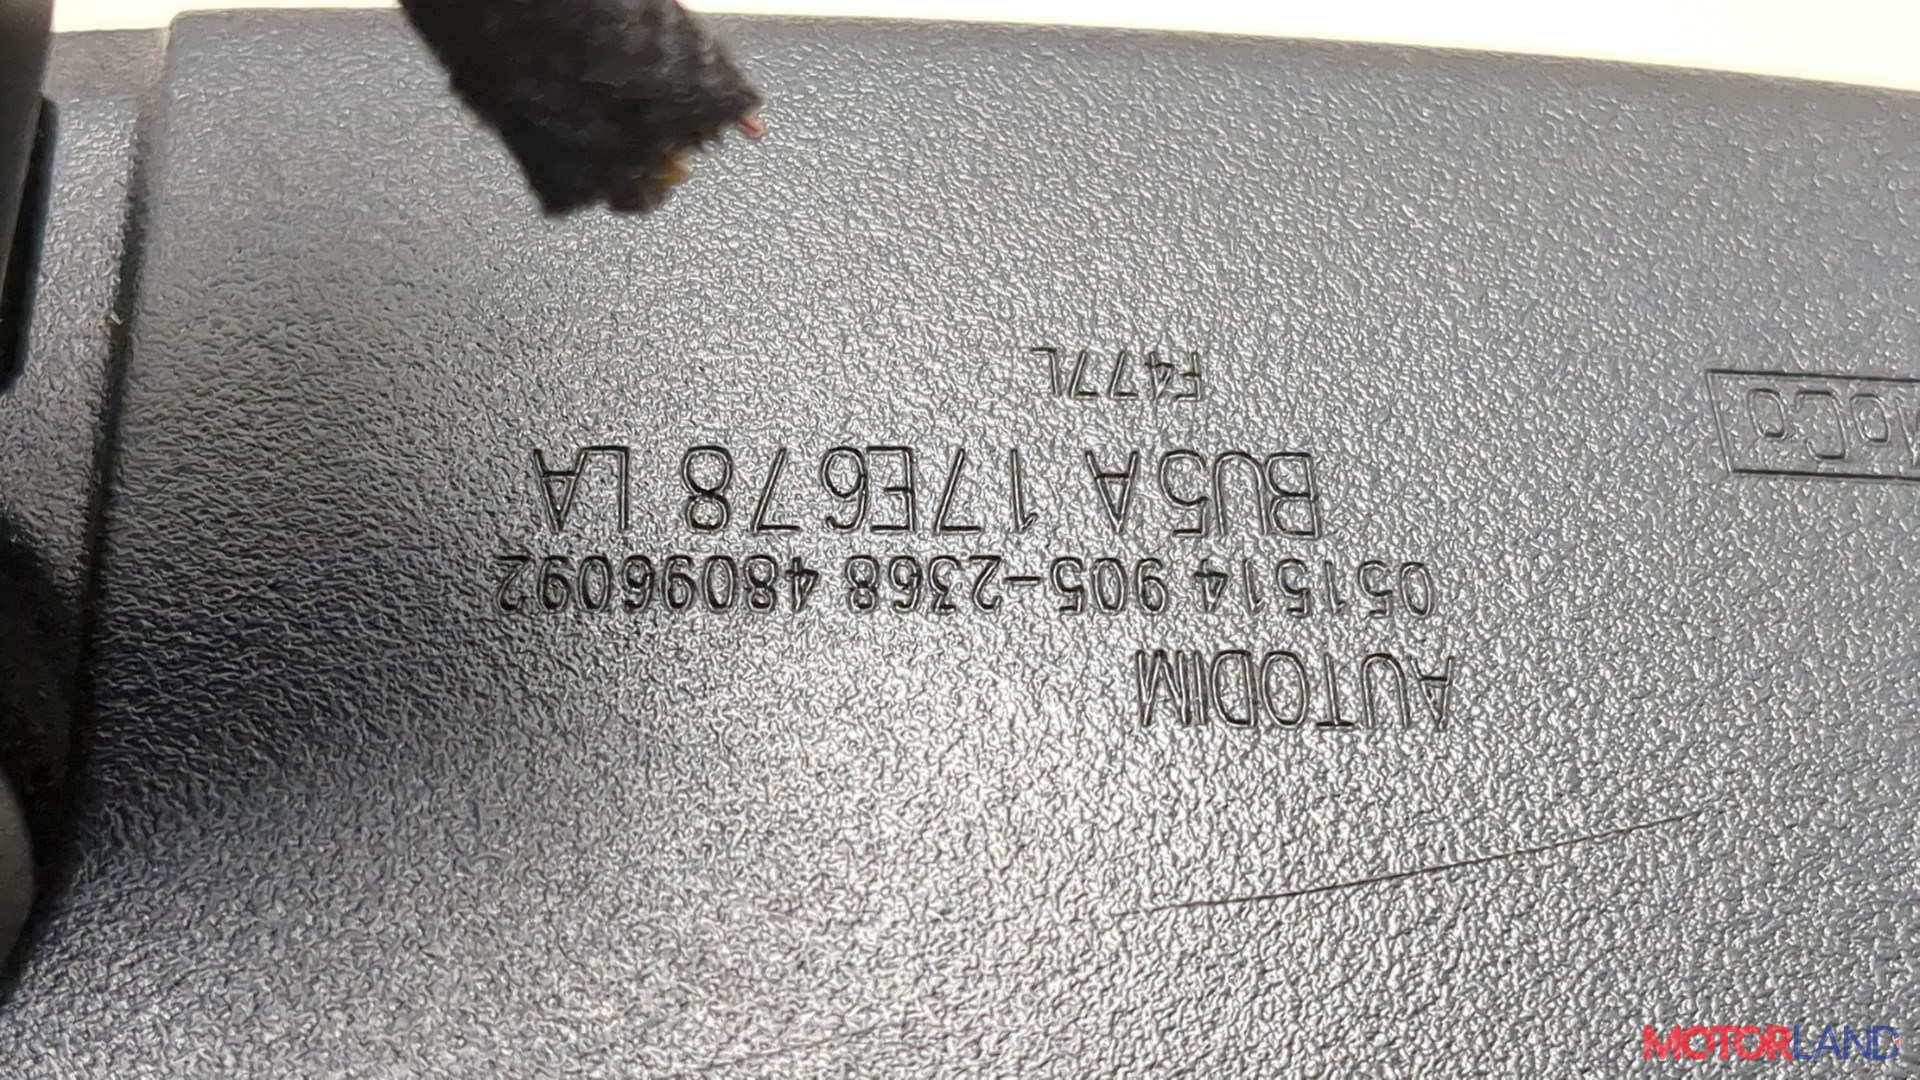 AUTODIM
051514 905-2368 48096092
BU5A 17E678 LA
F477L
MOTORLAND